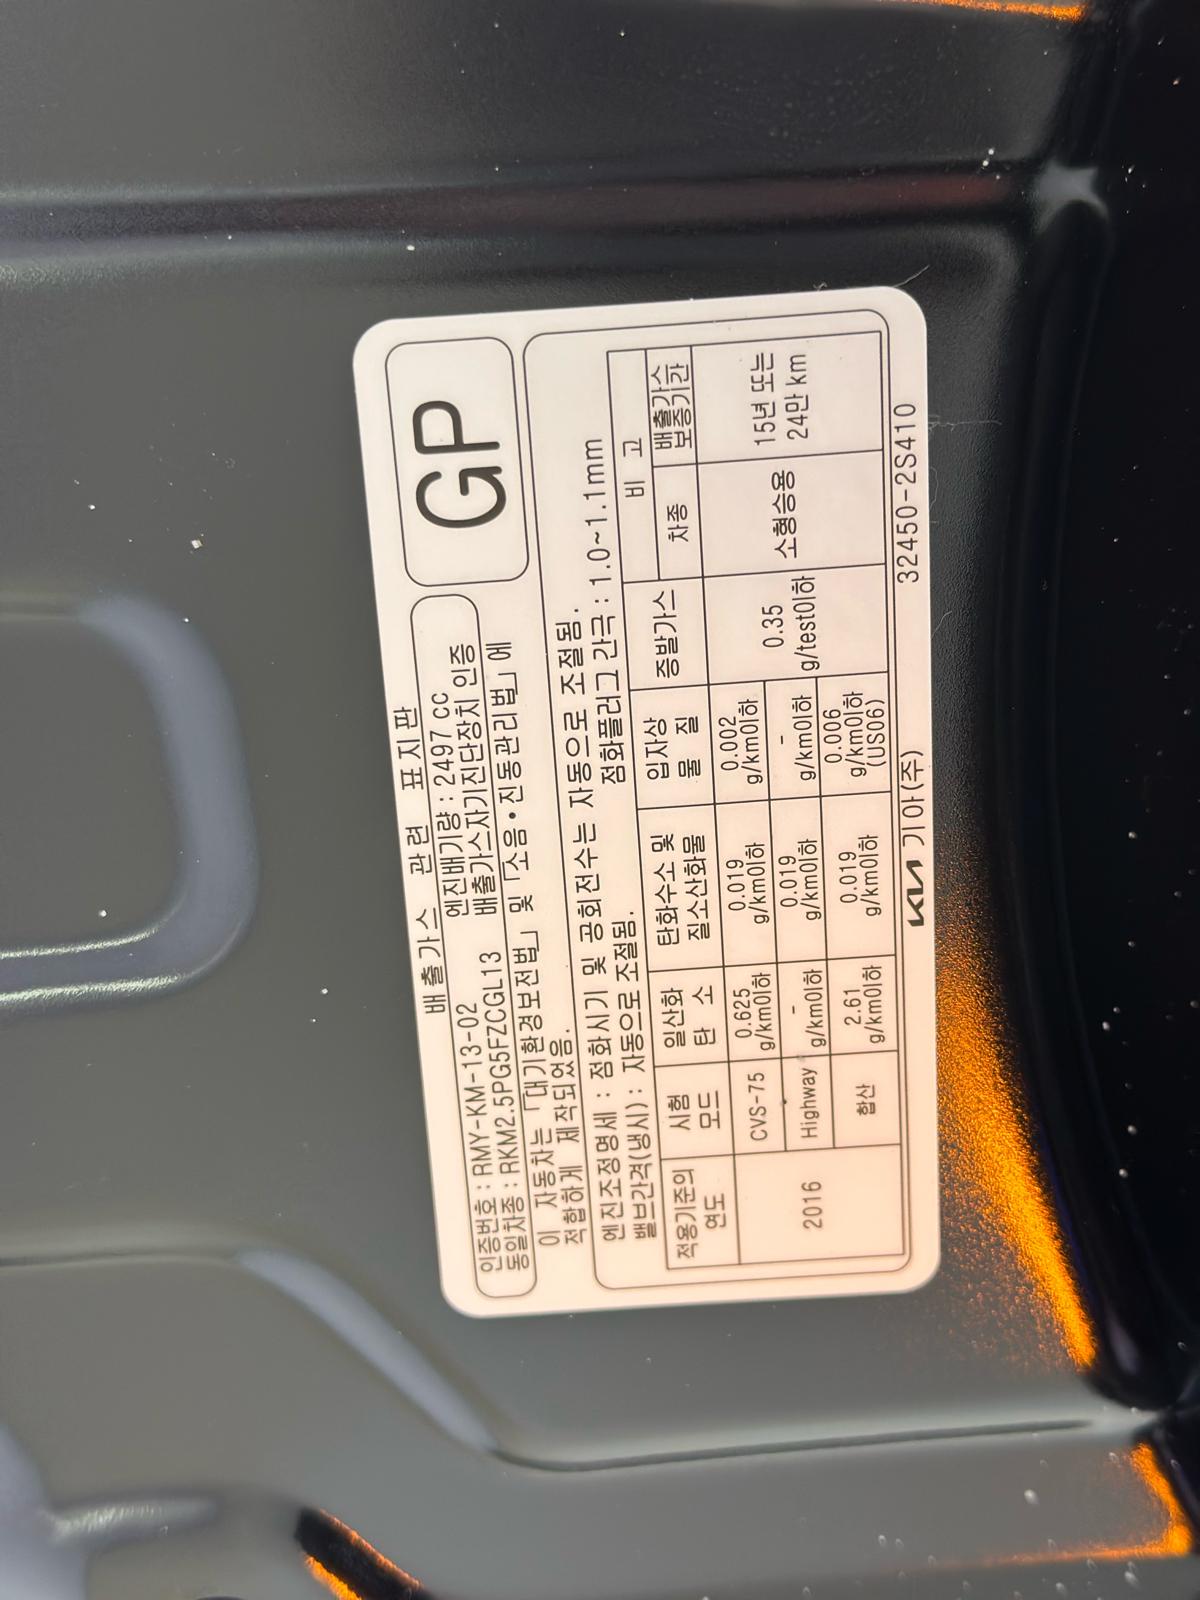 배출가스 관련 표지판
GP
인증번호 : RMY-KM-13-02 엔진배기량 : 2497 cc
동일차종 : RKM2.5PG5FZCGL13 배출가스자기진단장치 인증
이 자동차는 「대기환경보전법」 및 「소음•진동관리법」에
적합하게 제작되었음.
엔진조정명세 : 점화시기 및 공회전수는 자동으로 조절됨.
밸브간격(냉시) : 자동으로 조절됨. 점화플러그 간극 : 1.0~1.1mm
적용기준의 연도 시험 모드 일산화 탄 소 탄화수소 및 질소산화물 입자상 물 질 증발가스 비 고
차종 배출가스 보증기간
2016 CVS-75 0.625 g/km이하 0.019 g/km이하 0.002 g/km이하 0.35 g/test이하 소형승용 15년 또는 24만 km
Highway - g/km이하 0.019 g/km이하 - g/km이하
합산 2.61 g/km이하 0.019 g/km이하 0.006 g/km이하 (US06)
KIA 기아(주) 32450-2S410